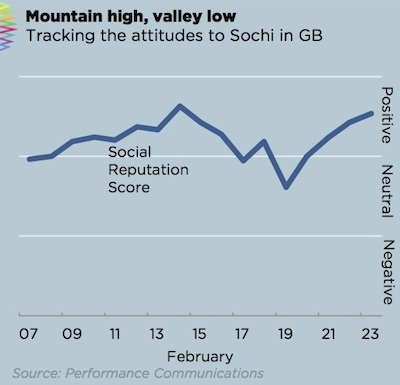 Mountain high, valley low
Tracking the attitudes to Sochi in GB
Positive
Neutral
Negative
Social
Reputation
Score
07 09 11 13 15 17 19 21 23
February
Source: Performance Communications